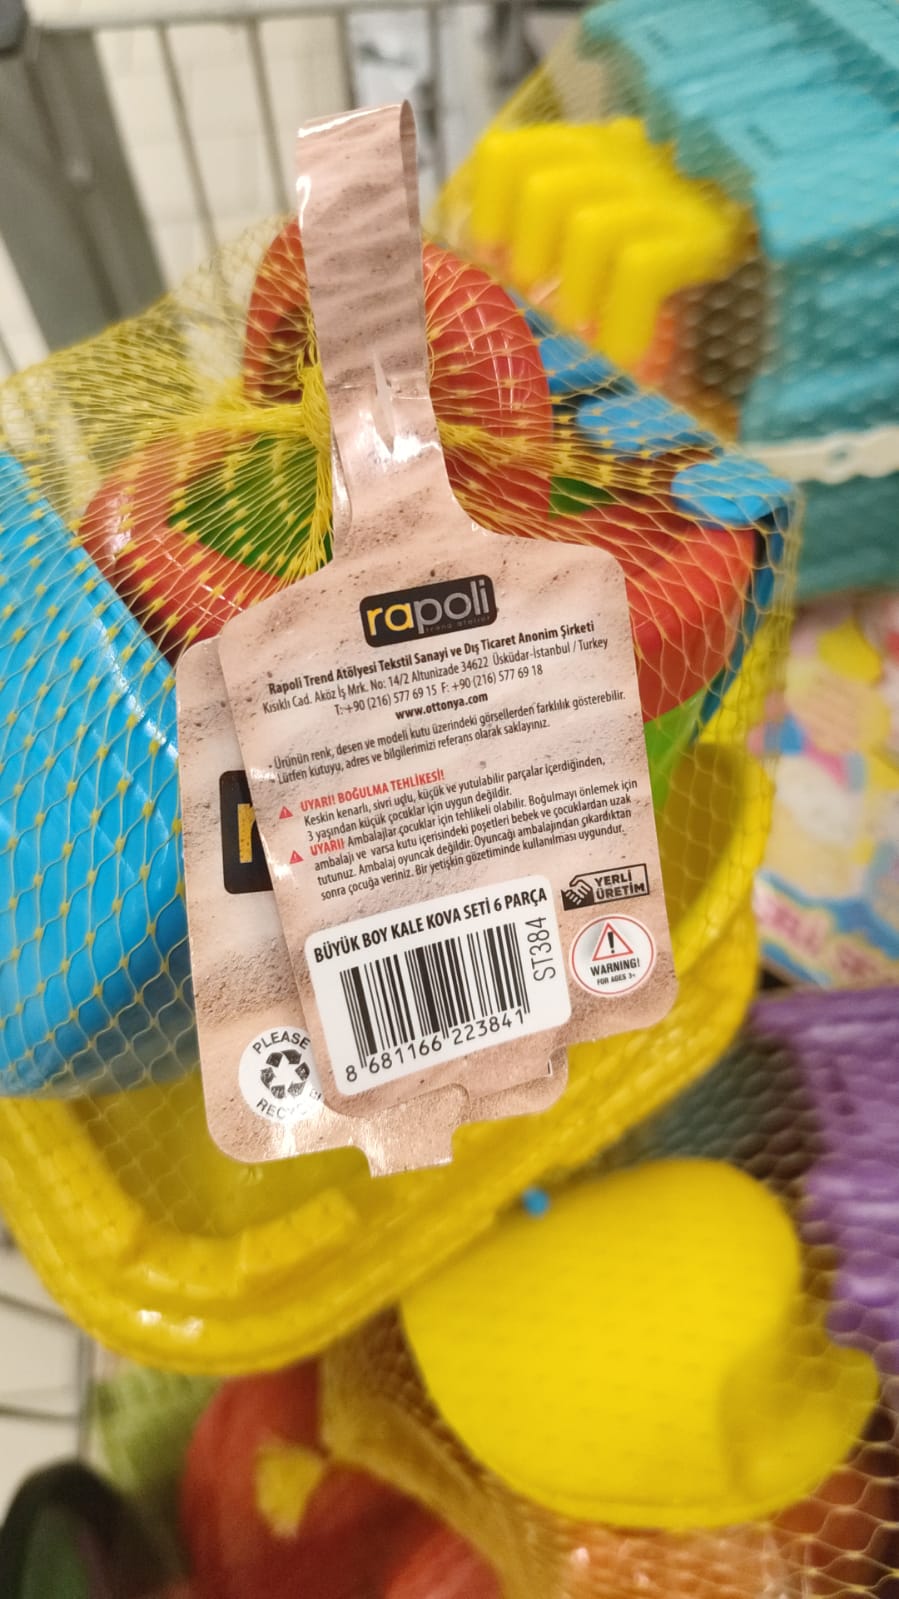 rapoli
trend atelier
Rapoli Trend Atölyesi Tekstil Sanayi ve Dış Ticaret Anonim Şirketi
Kısıklı Cad. Aköz İş Mrk. No: 14/2 Altunizade 34622 Üsküdar-İstanbul / Turkey
T: +90 (216) 577 69 15 F: +90 (216) 577 69 18
www.ottonya.com
- Ürünün renk, desen ve modeli kutu üzerindeki görsellerden farklılık gösterebilir.
- Lütfen kutuyu, adres ve bilgilerimizi referans olarak saklayınız.
UYARI! BOĞULMA TEHLİKESİ!
Keskin kenarlı, sivri uçlu, küçük ve yutulabilir parçalar içerdiğinden,
3 yaşından küçük çocuklar için uygun değildir.
UYARI! Ambalajlar çocuklar için tehlikeli olabilir. Boğulmayı önlemek için
ambalajı ve varsa kutu içerisindeki poşetleri bebek ve çocuklardan uzak
tutunuz. Ambalaj oyuncak değildir. Oyuncağı ambalajından çıkardıktan
sonra çocuğa veriniz. Bir yetişkin gözetiminde kullanılması uygundur.
YERLİ
ÜRETİM
BÜYÜK BOY KALE KOVA SETİ 6 PARÇA
ST384
8 681166 223841
WARNING!
FOR AGES 3+
PLEASE